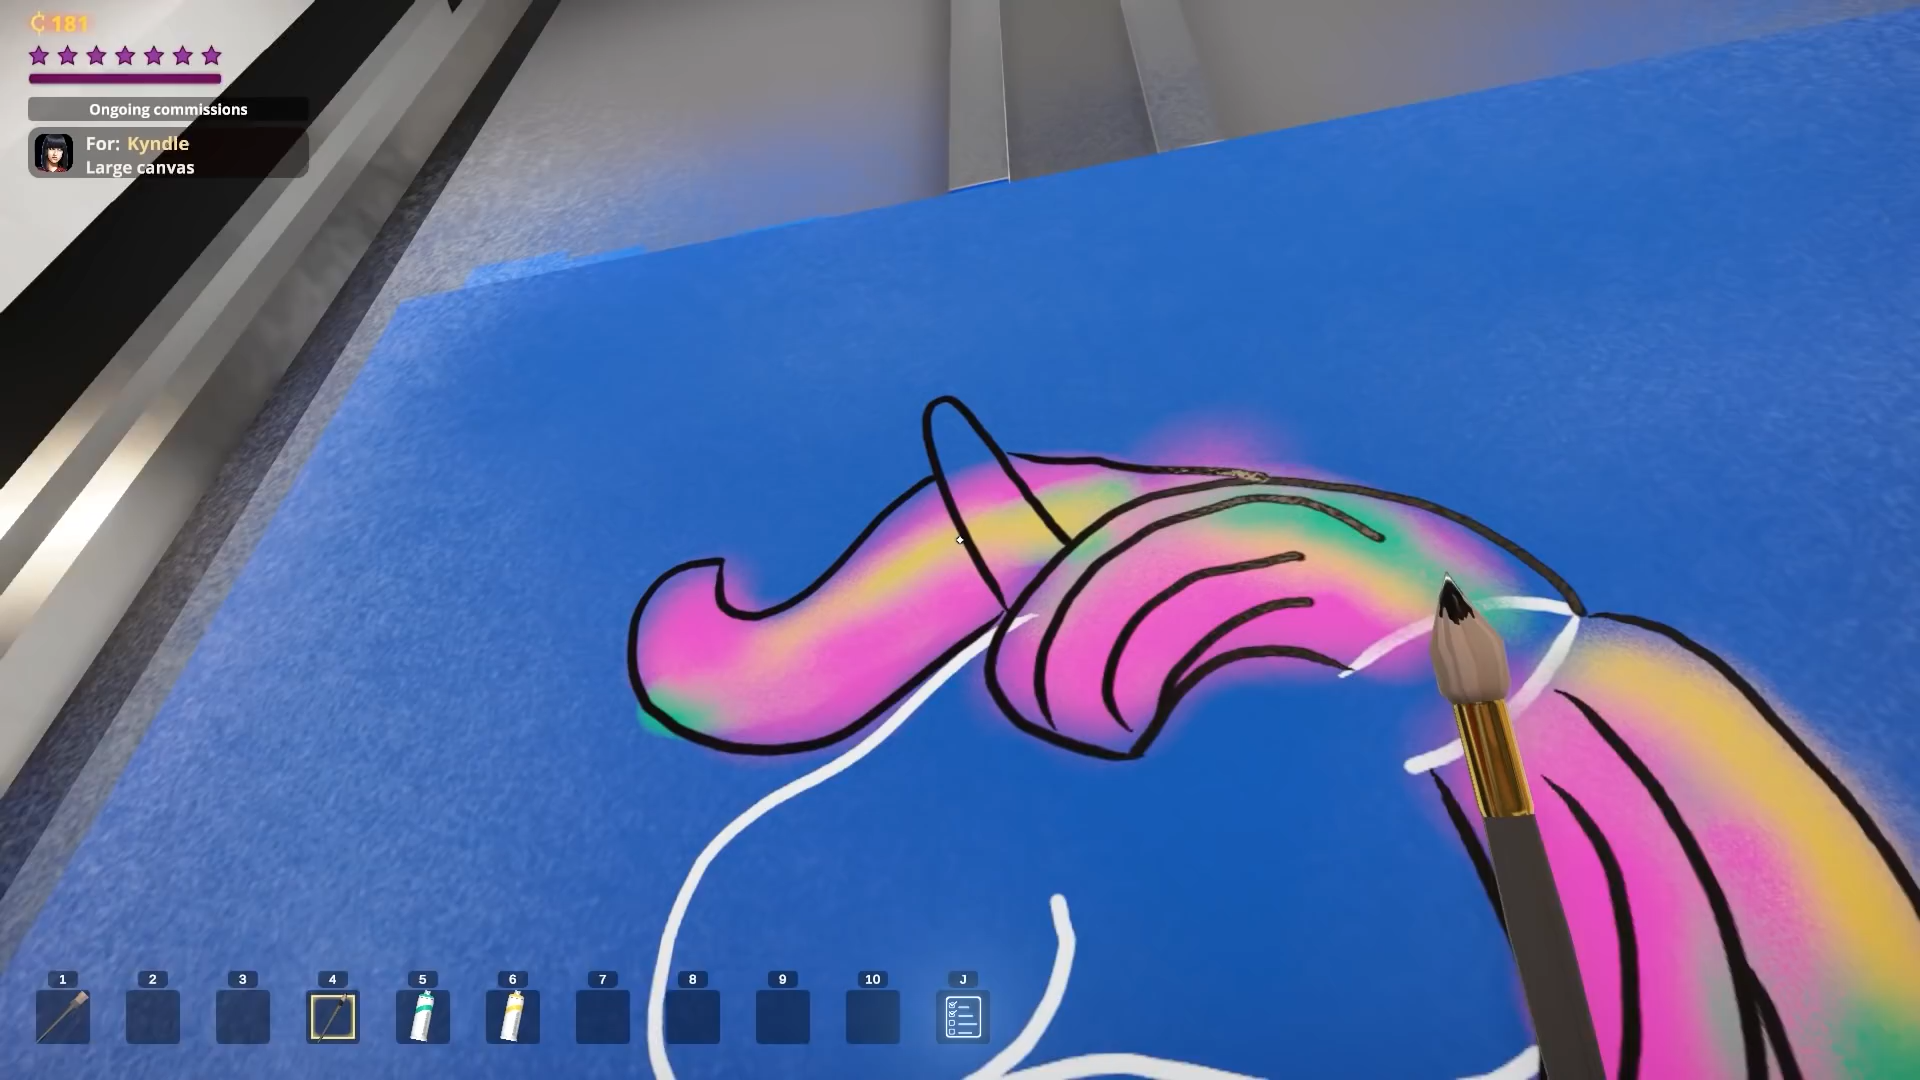 ₵ 181
Ongoing commissions
For: Kyndle
Large canvas
1 2 3 4 5 6 7 8 9 10 J